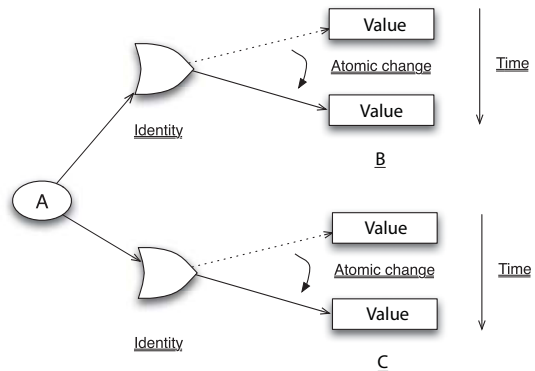 Value
Atomic change
Time
Value
Identity
B
A
Value
Atomic change
Time
Value
Identity
C